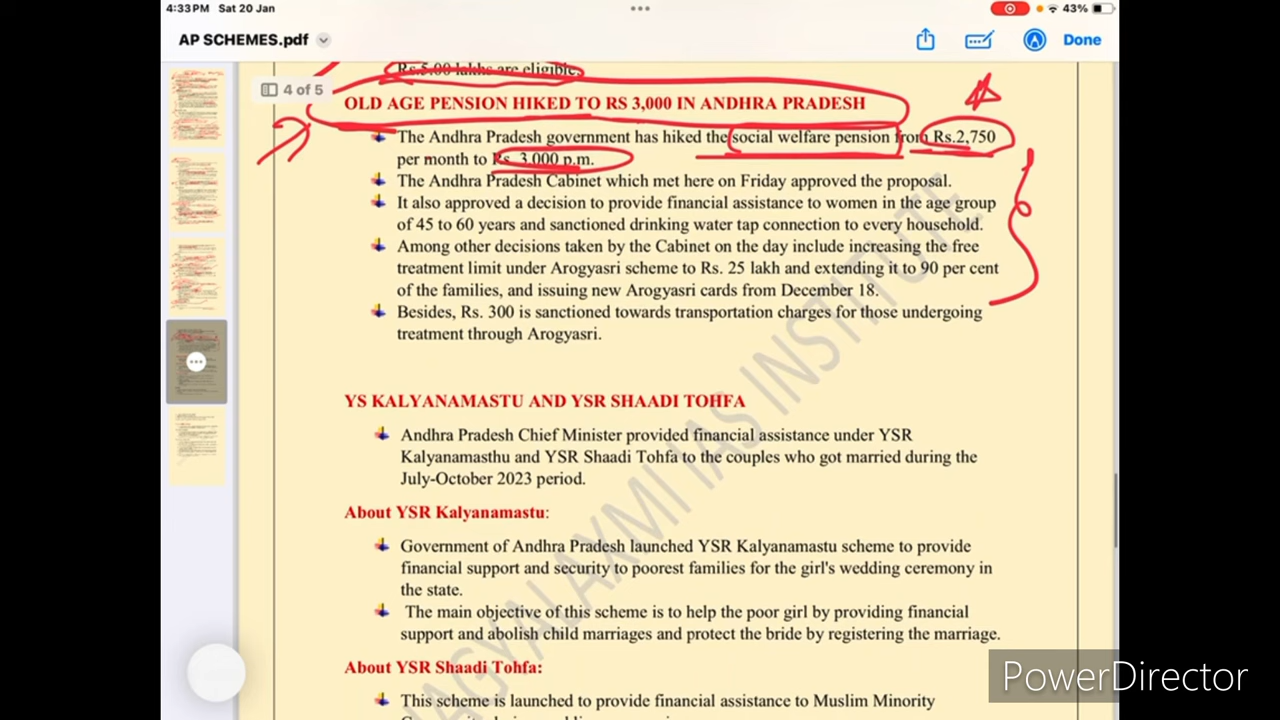 4:33 PM Sat 20 Jan
43%
AP SCHEMES.pdf
Done
Rs.5.00 lakhs are eligible.
4 of 5
OLD AGE PENSION HIKED TO RS 3,000 IN ANDHRA PRADESH
The Andhra Pradesh government has hiked the social welfare pension from Rs.2,750
per month to Rs. 3,000 p.m.
The Andhra Pradesh Cabinet which met here on Friday approved the proposal.
It also approved a decision to provide financial assistance to women in the age group
of 45 to 60 years and sanctioned drinking water tap connection to every household.
Among other decisions taken by the Cabinet on the day include increasing the free
treatment limit under Arogyasri scheme to Rs. 25 lakh and extending it to 90 per cent
of the families, and issuing new Arogyasri cards from December 18.
Besides, Rs. 300 is sanctioned towards transportation charges for those undergoing
treatment through Arogyasri.
YS KALYANAMASTU AND YSR SHAADI TOHFA
Andhra Pradesh Chief Minister provided financial assistance under YSR
Kalyanamasthu and YSR Shaadi Tohfa to the couples who got married during the
July-October 2023 period.
About YSR Kalyanamastu:
Government of Andhra Pradesh launched YSR Kalyanamastu scheme to provide
financial support and security to poorest families for the girl's wedding ceremony in
the state.
The main objective of this scheme is to help the poor girl by providing financial
support and abolish child marriages and protect the bride by registering the marriage.
About YSR Shaadi Tohfa:
This scheme is launched to provide financial assistance to Muslim Minority
AGYALAXMI IAS INSTITUTE
PowerDirector